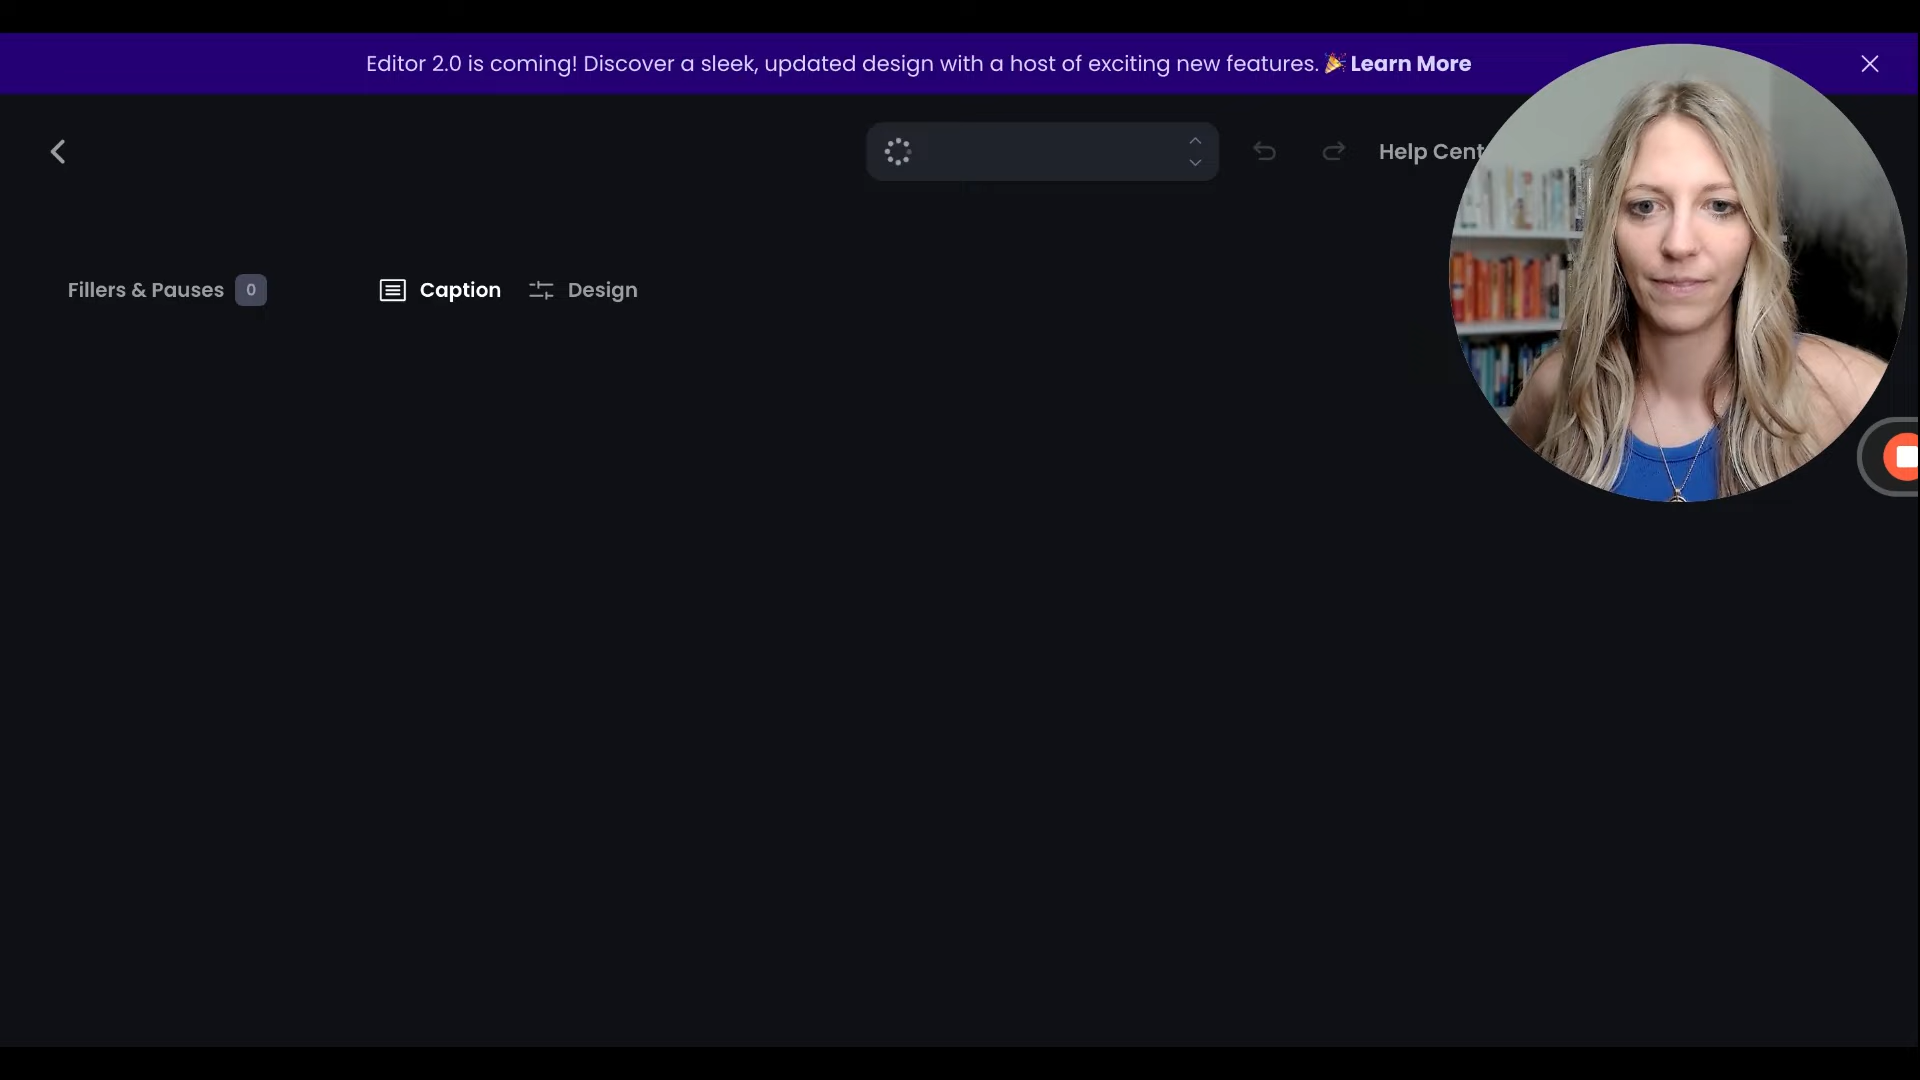 Editor 2.0 is coming! Discover a sleek, updated design with a host of exciting new features. 🎉 Learn More
Help Cent
Fillers & Pauses 0
Caption
Design